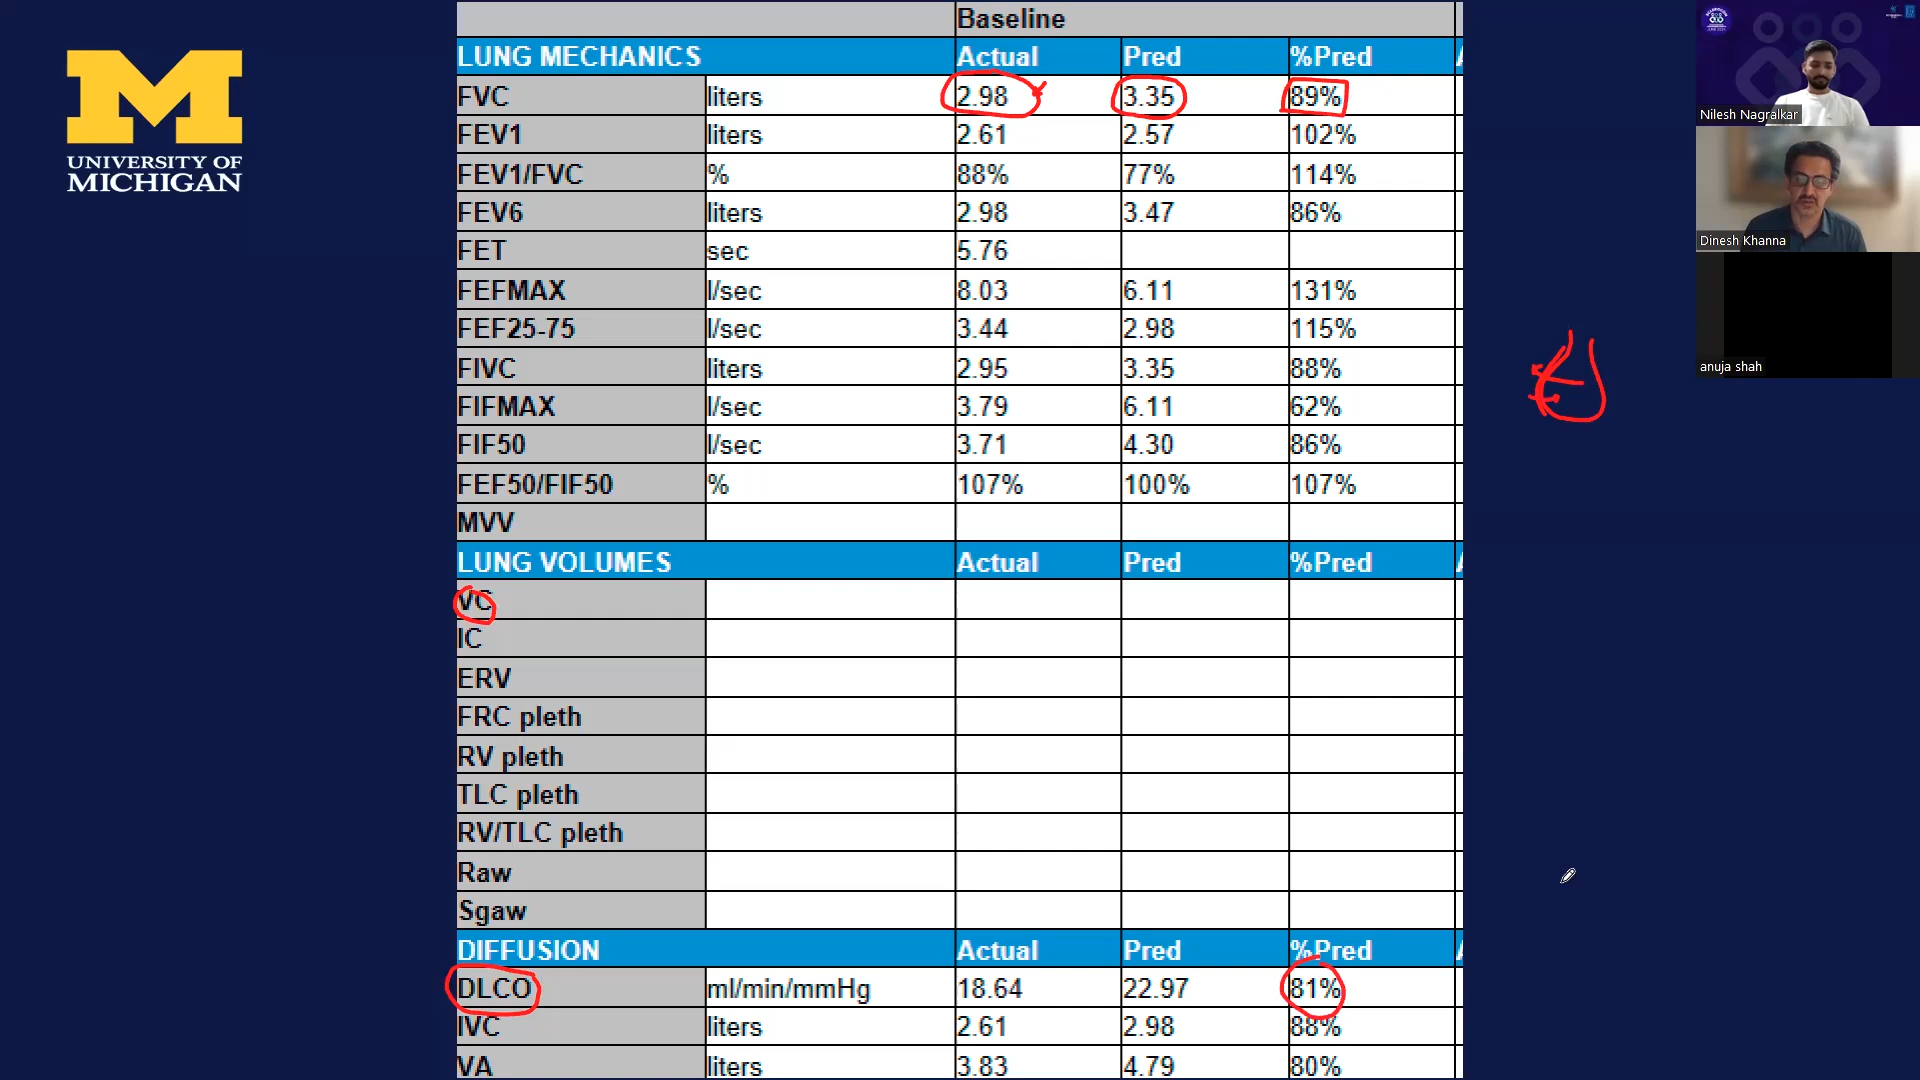 M
UNIVERSITY OF
MICHIGAN
Baseline
LUNG MECHANICS Actual Pred %Pred
FVC liters 2.98 3.35 89%
FEV1 liters 2.61 2.57 102%
FEV1/FVC % 88% 77% 114%
FEV6 liters 2.98 3.47 86%
FET sec 5.76
FEFMAX l/sec 8.03 6.11 131%
FEF25-75 l/sec 3.44 2.98 115%
FIVC liters 2.95 3.35 88%
FIFMAX l/sec 3.79 6.11 62%
FIF50 l/sec 3.71 4.30 86%
FEF50/FIF50 % 107% 100% 107%
MVV
LUNG VOLUMES Actual Pred %Pred
VC
IC
ERV
FRC pleth
RV pleth
TLC pleth
RV/TLC pleth
Raw
Sgaw
DIFFUSION Actual Pred %Pred
DLCO ml/min/mmHg 18.64 22.97 81%
IVC liters 2.61 2.98 88%
VA liters 3.83 4.79 80%
Nilesh Nagralkar
Dinesh Khanna
anuja shah